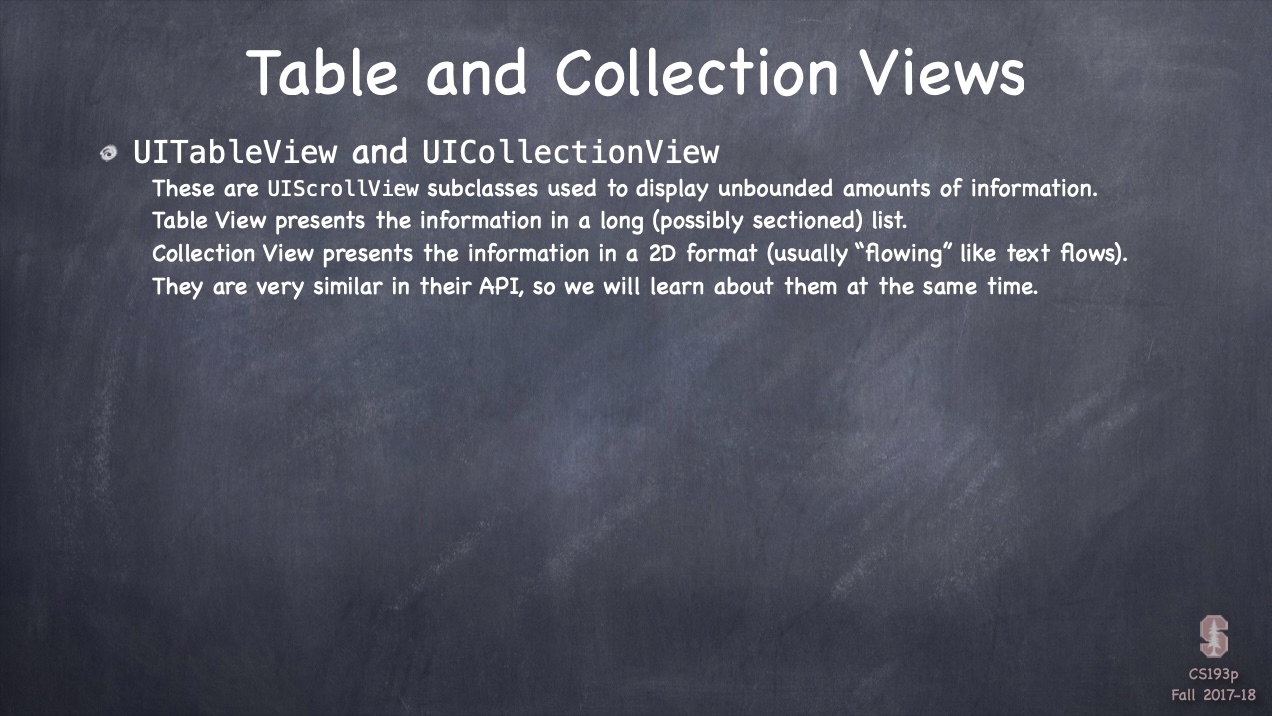 Table and Collection Views
UITableView and UICollectionView
These are UIScrollView subclasses used to display unbounded amounts of information.
Table View presents the information in a long (possibly sectioned) list.
Collection View presents the information in a 2D format (usually “flowing” like text flows).
They are very similar in their API, so we will learn about them at the same time.
S
CS193p
Fall 2017-18